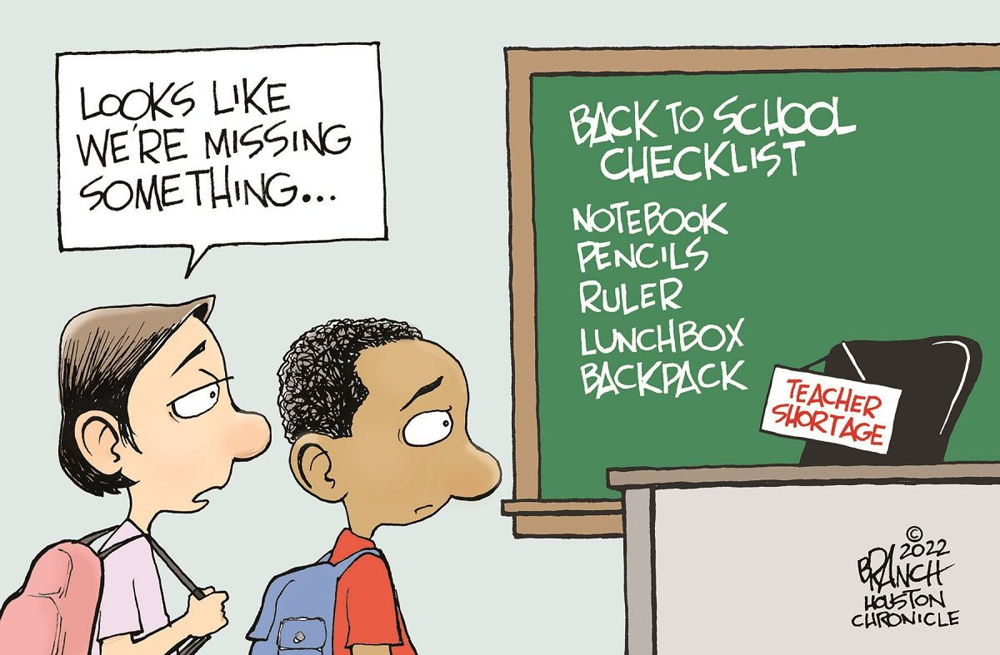 LOOKS LIKE
WE'RE MISSING
SOMETHING...
BACK TO SCHOOL
CHECKLIST
NOTEBOOK
PENCILS
RULER
LUNCHBOX
BACKPACK
TEACHER
SHORTAGE
©
2022
BRANCH
HOUSTON
CHRONICLE